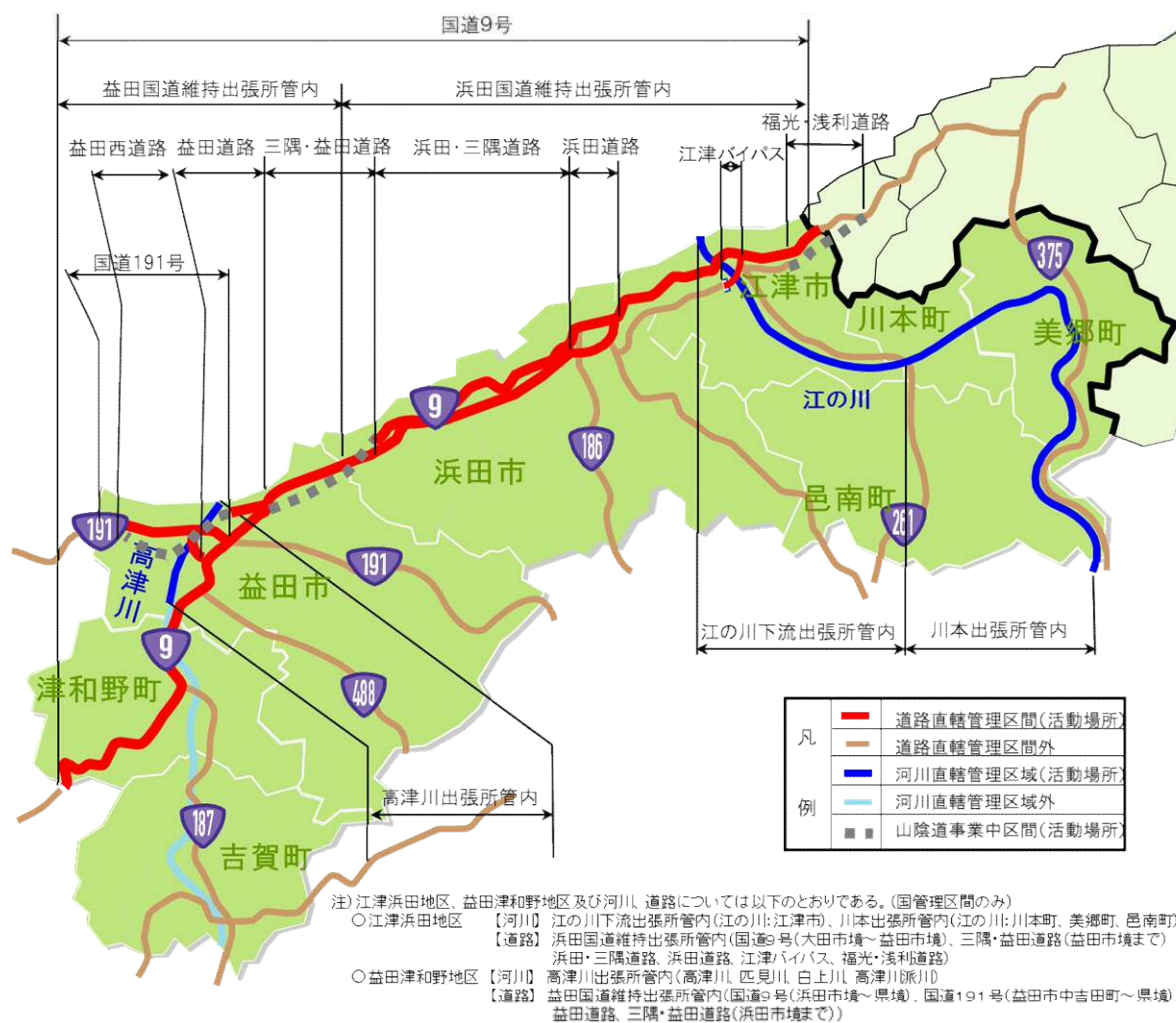 国道9号
益田国道維持出張所管内
浜田国道維持出張所管内
福光・浅利道路
益田西道路
益田道路
三隅・益田道路
浜田・三隅道路
浜田道路
江津バイパス
国道191号
375
江津市
川本町
美郷町
江の川
9
186
浜田市
邑南町
261
191
高津川
191
益田市
江の川下流出張所管内
川本出張所管内
9
津和野町
488
高津川出張所管内
187
吉賀町
凡例
道路直轄管理区間(活動場所)
道路直轄管理区間外
河川直轄管理区域(活動場所)
河川直轄管理区域外
山陰道事業中区間(活動場所)
注)江津浜田地区、益田津和野地区及び河川、道路については以下のとおりである。(国管理区間のみ)
○江津浜田地区 【河川】 江の川下流出張所管内(江の川:江津市)、川本出張所管内(江の川:川本町、美郷町、邑南町)
【道路】 浜田国道維持出張所管内(国道9号(大田市境~益田市境)、三隅・益田道路(益田市境まで)
浜田・三隅道路、浜田道路、江津バイパス、福光・浅利道路)
○益田津和野地区 【河川】 高津川出張所管内(高津川、匹見川、白上川、高津川派川)
【道路】 益田国道維持出張所管内(国道9号(浜田市境~県境)、国道191号(益田市中吉田町~県境)
益田道路、三隅・益田道路(浜田市境まで))